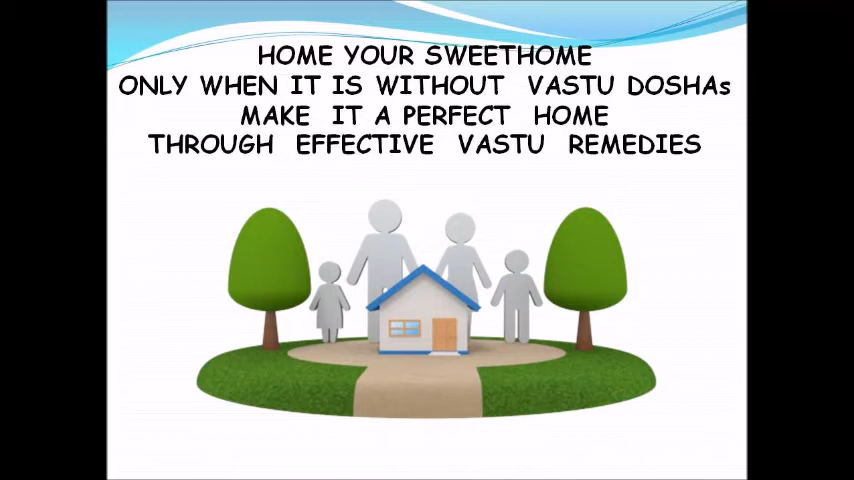 HOME YOUR SWEETHOME
ONLY WHEN IT IS WITHOUT VASTU DOSHAs
MAKE IT A PERFECT HOME
THROUGH EFFECTIVE VASTU REMEDIES